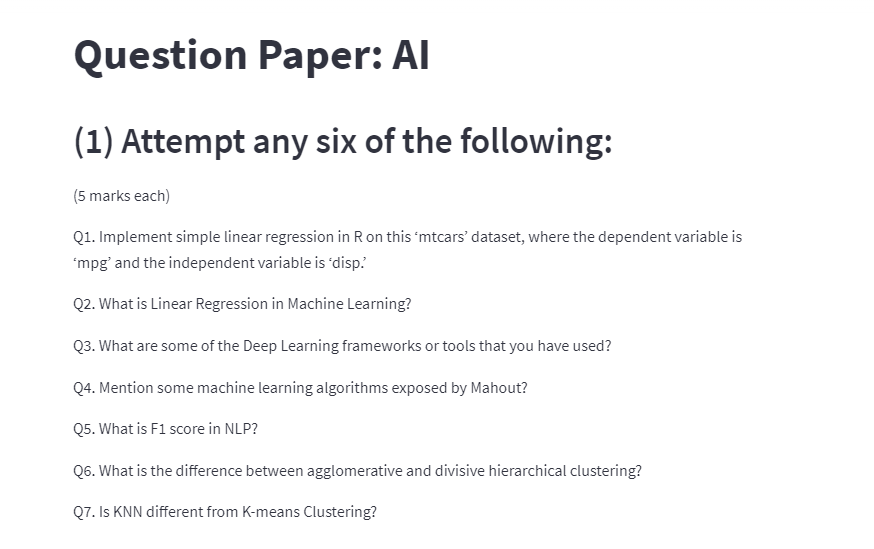 Question Paper: AI
(1) Attempt any six of the following:
(5 marks each)
Q1. Implement simple linear regression in R on this ‘mtcars’ dataset, where the dependent variable is
‘mpg’ and the independent variable is ‘disp.’
Q2. What is Linear Regression in Machine Learning?
Q3. What are some of the Deep Learning frameworks or tools that you have used?
Q4. Mention some machine learning algorithms exposed by Mahout?
Q5. What is F1 score in NLP?
Q6. What is the difference between agglomerative and divisive hierarchical clustering?
Q7. Is KNN different from K-means Clustering?